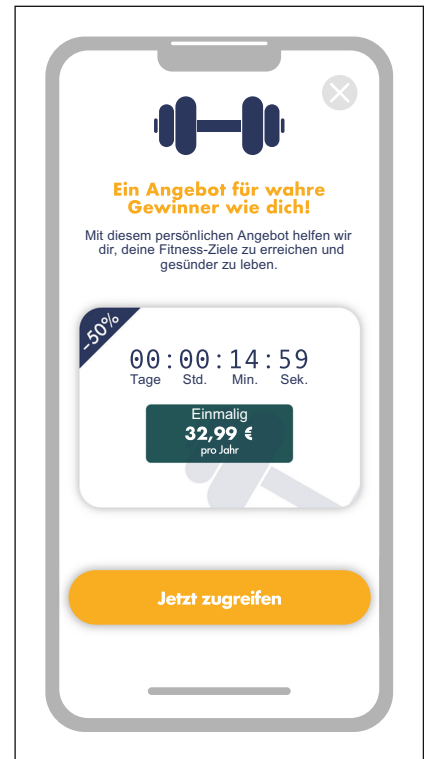 Ein Angebot für wahre
Gewinner wie dich!
Mit diesem persönlichen Angebot helfen wir
dir, deine Fitness-Ziele zu erreichen und
gesünder zu leben.
-50%
00:00:14:59
Tage Std. Min. Sek.
Einmalig
32,99 €
pro Jahr
Jetzt zugreifen